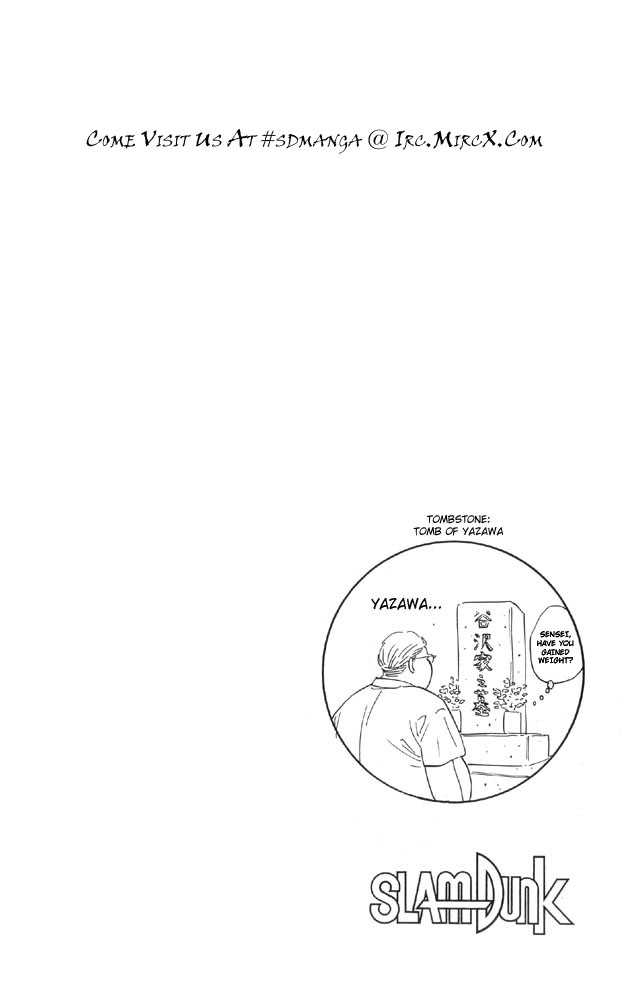 Come Visit Us At #sdmanga @ Irc.MircX.Com
TOMBSTONE:
TOMB OF YAZAWA
YAZAWA...
谷沢家之墓
SENSEI,
HAVE YOU
GAINED
WEIGHT?
SLAM DUNK